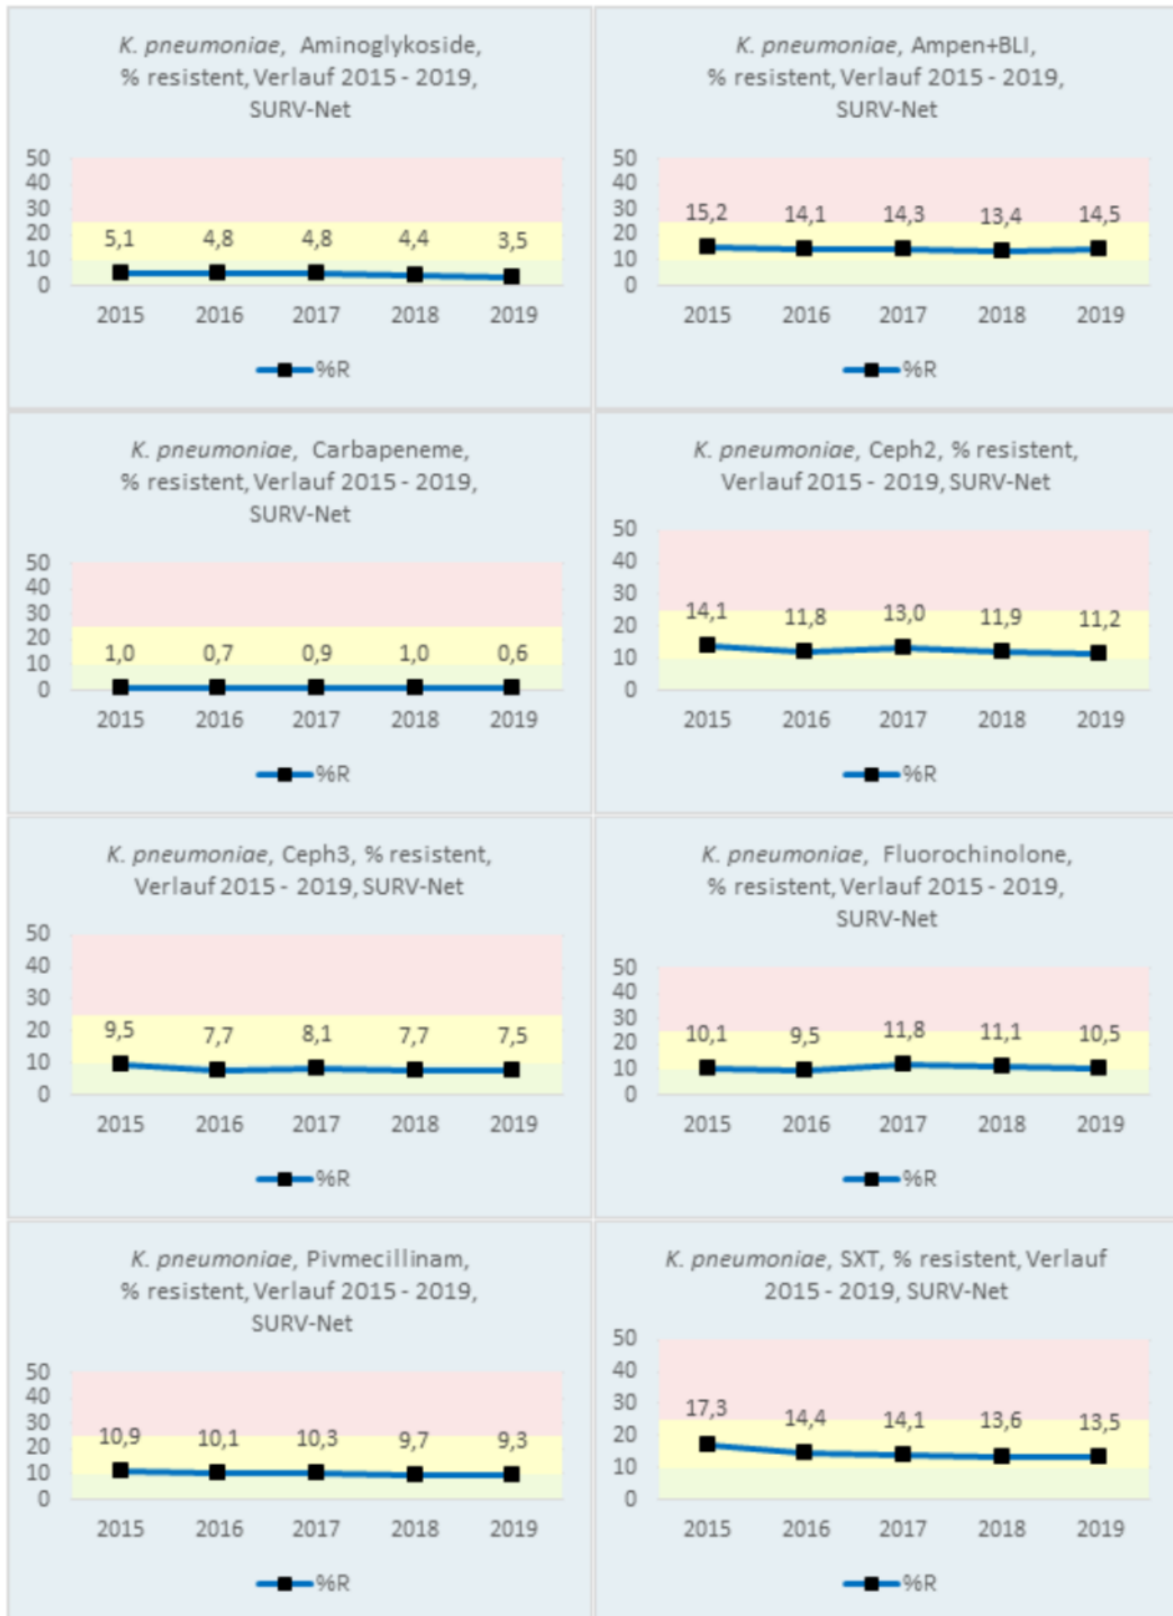 K. pneumoniae, Aminoglykoside,
% resistent, Verlauf 2015 - 2019,
SURV-Net
50
40
30
20
10
0
5,1 4,8 4,8 4,4 3,5
2015 2016 2017 2018 2019
%R
K. pneumoniae, Ampen+BLI,
% resistent, Verlauf 2015 - 2019,
SURV-Net
50
40
30
20
10
0
15,2 14,1 14,3 13,4 14,5
2015 2016 2017 2018 2019
%R
K. pneumoniae, Carbapeneme,
% resistent, Verlauf 2015 - 2019,
SURV-Net
50
40
30
20
10
0
1,0 0,7 0,9 1,0 0,6
2015 2016 2017 2018 2019
%R
K. pneumoniae, Ceph2, % resistent,
Verlauf 2015 - 2019, SURV-Net
50
40
30
20
10
0
14,1 11,8 13,0 11,9 11,2
2015 2016 2017 2018 2019
%R
K. pneumoniae, Ceph3, % resistent,
Verlauf 2015 - 2019, SURV-Net
50
40
30
20
10
0
9,5 7,7 8,1 7,7 7,5
2015 2016 2017 2018 2019
%R
K. pneumoniae, Fluorochinolone,
% resistent, Verlauf 2015 - 2019,
SURV-Net
50
40
30
20
10
0
10,1 9,5 11,8 11,1 10,5
2015 2016 2017 2018 2019
%R
K. pneumoniae, Pivmecillinam,
% resistent, Verlauf 2015 - 2019,
SURV-Net
50
40
30
20
10
0
10,9 10,1 10,3 9,7 9,3
2015 2016 2017 2018 2019
%R
K. pneumoniae, SXT, % resistent, Verlauf
2015 - 2019, SURV-Net
50
40
30
20
10
0
17,3 14,4 14,1 13,6 13,5
2015 2016 2017 2018 2019
%R